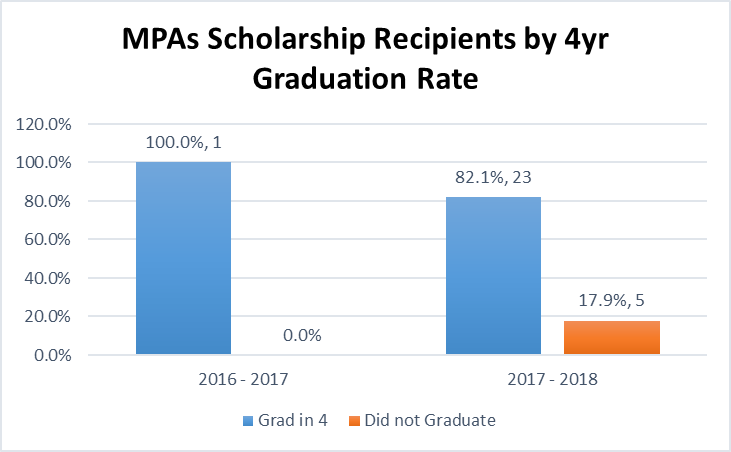 MPAs Scholarship Recipients by 4yr
Graduation Rate
120.0%
100.0%
80.0%
60.0%
40.0%
20.0%
0.0%
100.0%, 1
0.0%
82.1%, 23
17.9%, 5
2016 - 2017
2017 - 2018
Grad in 4
Did not Graduate